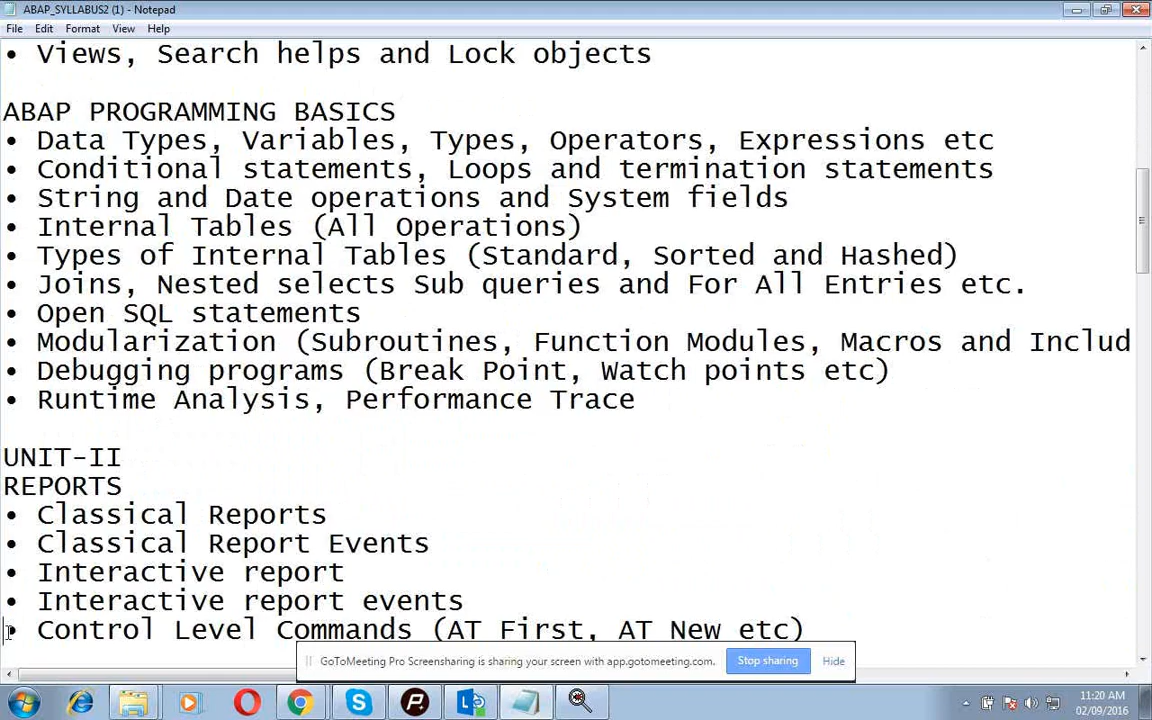 ABAP_SYLLABUS2 (1) - Notepad
File Edit Format View Help
• Views, Search helps and Lock objects
ABAP PROGRAMMING BASICS
• Data Types, Variables, Types, Operators, Expressions etc
• Conditional statements, Loops and termination statements
• String and Date operations and System fields
• Internal Tables (All Operations)
• Types of Internal Tables (Standard, Sorted and Hashed)
• Joins, Nested selects Sub queries and For All Entries etc.
• Open SQL statements
• Modularization (Subroutines, Function Modules, Macros and Includ
• Debugging programs (Break Point, Watch points etc)
• Runtime Analysis, Performance Trace
UNIT-II
REPORTS
• Classical Reports
• Classical Report Events
• Interactive report
• Interactive report events
• Control Level Commands (AT First, AT New etc)
GoToMeeting Pro Screensharing is sharing your screen with app.gotomeeting.com. Stop sharing Hide
11:20 AM
02/09/2016